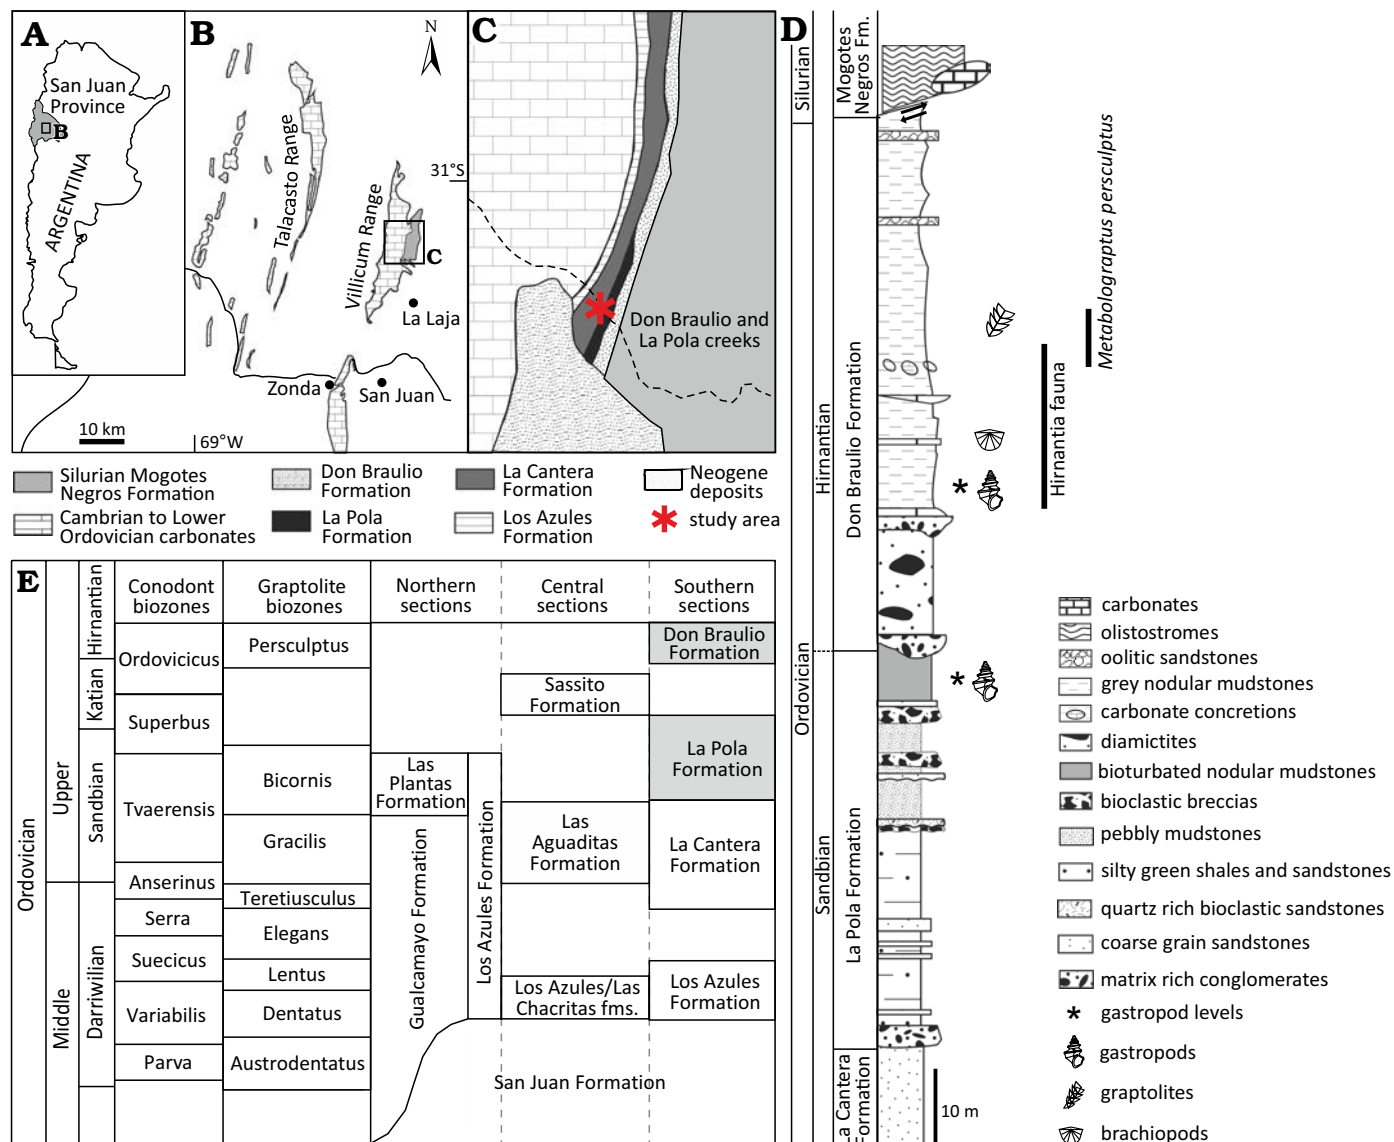 A
San Juan
Province
B
ARGENTINA
B
N
Talacasto Range
Villicum Range
C
La Laja
Zonda
San Juan
31°S
69°W
10 km
C
Don Braulio and
La Pola creeks
Silurian Mogotes
Negros Formation
Cambrian to Lower
Ordovician carbonates
Don Braulio
Formation
La Pola
Formation
La Cantera
Formation
Los Azules
Formation
Neogene
deposits
study area
E
Ordovician
Upper
Middle
Hirnantian
Katian
Sandbian
Darriwilian
Conodont
biozones
Ordovicicus
Superbus
Tvaerensis
Anserinus
Serra
Suecicus
Variabilis
Parva
Graptolite
biozones
Persculptus
Bicornis
Gracilis
Teretiusculus
Elegans
Lentus
Dentatus
Austrodentatus
Northern
sections
Las
Plantas
Formation
Gualcamayo Formation
Los Azules Formation
Central
sections
Sassito
Formation
Las
Aguaditas
Formation
Los Azules/Las
Chacritas fms.
Southern
sections
Don Braulio
Formation
La Pola
Formation
La Cantera
Formation
Los Azules
Formation
San Juan Formation
D
Silurian
Ordovician
Hirnantian
Sandbian
Mogotes
Negros Fm.
Don Braulio Formation
La Pola Formation
La Cantera
Formation
*
*
Hirnantia fauna
Metabolograptus persculptus
10 m
carbonates
olistostromes
oolitic sandstones
grey nodular mudstones
carbonate concretions
diamictites
bioturbated nodular mudstones
bioclastic breccias
pebbly mudstones
silty green shales and sandstones
quartz rich bioclastic sandstones
coarse grain sandstones
matrix rich conglomerates
* gastropod levels
gastropods
graptolites
brachiopods